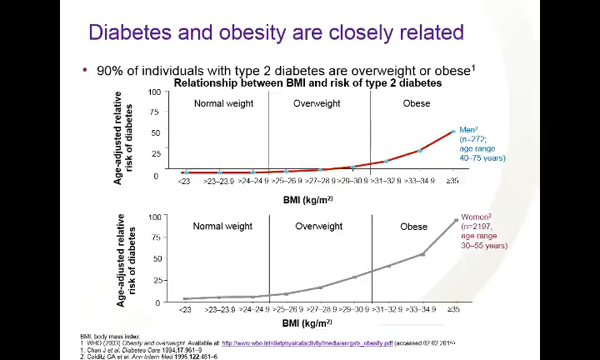 Diabetes and obesity are closely related
• 90% of individuals with type 2 diabetes are overweight or obese1
Relationship between BMI and risk of type 2 diabetes
Age-adjusted relative
risk of diabetes
100
75
50
25
0
Normal weight
Overweight
Obese
Men2
(n=272;
age range
40–75 years)
<23 >23–23.9 >24–24.9 >25–26.9 >27–28.9 >29–30.9 >31–32.9 >33–34.9 ≥35
BMI (kg/m2)
Age-adjusted relative
risk of diabetes
100
75
50
25
0
Normal weight
Overweight
Obese
Women3
(n=2197,
age range
30–55 years)
<23 >23–23.9 >24–24.9 >25–26.9 >27–28.9 >29–30.9 >31–32.9 >33–34.9 ≥35
BMI (kg/m2)
BMI, body mass index.
1. WHO (2003) Obesity and overweight. Available at:
1. Chan J et al. Diabetes Care 1994;17:961–9
2. Colditz GA et al. Ann Intern Med 1995;122:481–6